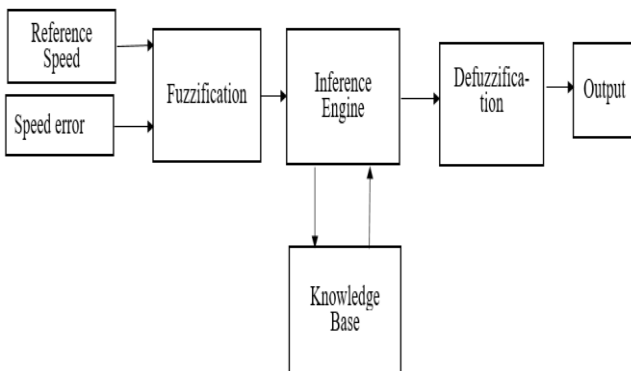 Reference
Speed
Speed error
Fuzzification
Inference
Engine
Defuzzifica-
tion
Output
Knowledge
Base